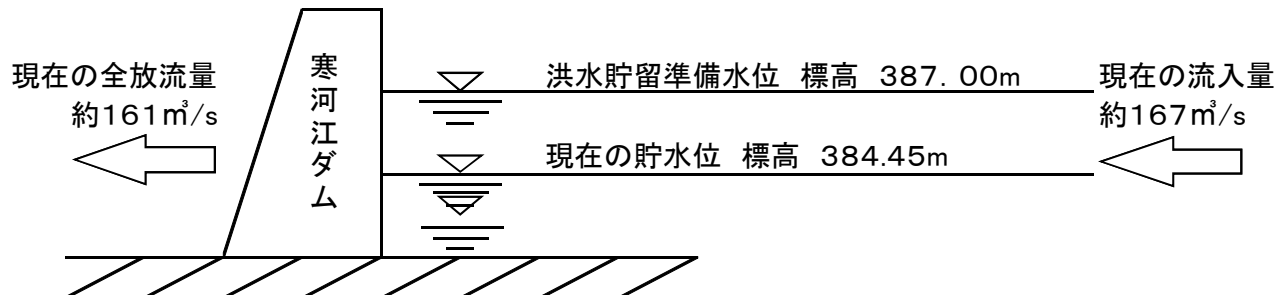 現在の全放流量
約161㎥/s
寒河江ダム
洪水貯留準備水位 標高 387.00m
現在の貯水位 標高 384.45m
現在の流入量
約167㎥/s